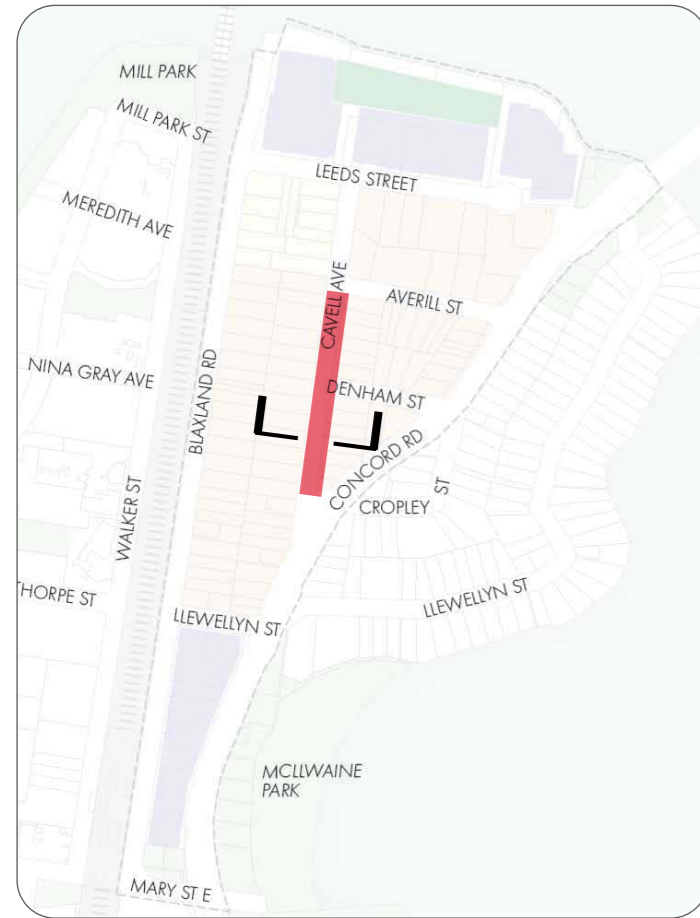 MILL PARK
MILL PARK ST
LEEDS STREET
MEREDITH AVE
CAVELL AVE
AVERILL ST
NINA GRAY AVE
BLAXLAND RD
DENHAM ST
CONCORD RD
CROPLEY
ST
WALKER ST
THORPE ST
LLEWELLYN ST
LLEWELLYN ST
MCLLWAINE
PARK
MARY ST E